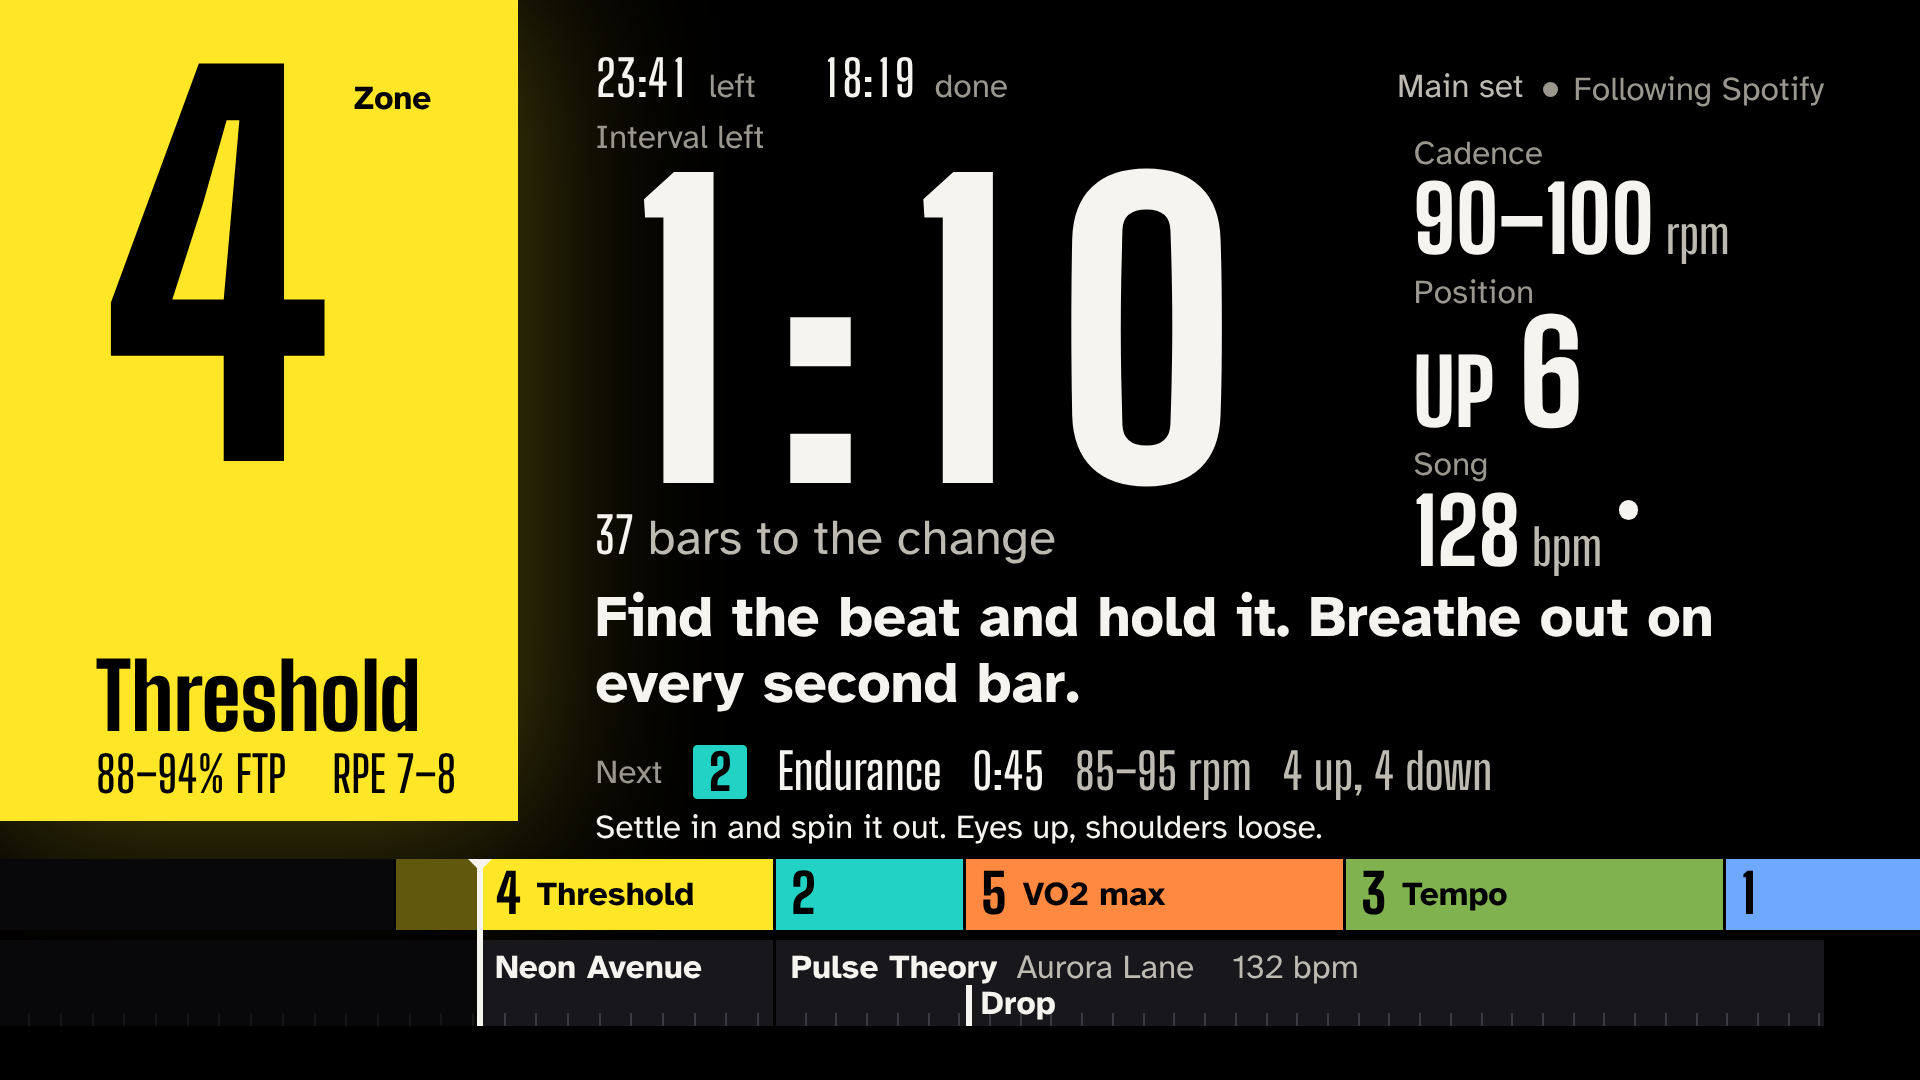 4 Zone
Threshold
88–94% FTP RPE 7–8
23:41 left 18:19 done
Main set • Following Spotify
Interval left
1:10
37 bars to the change
Cadence
90–100 rpm
Position
UP 6
Song
128 bpm
Find the beat and hold it. Breathe out on
every second bar.
Next 2 Endurance 0:45 85–95 rpm 4 up, 4 down
Settle in and spin it out. Eyes up, shoulders loose.
4 Threshold 2 5 VO2 max 3 Tempo 1
Neon Avenue Pulse Theory Aurora Lane 132 bpm
Drop